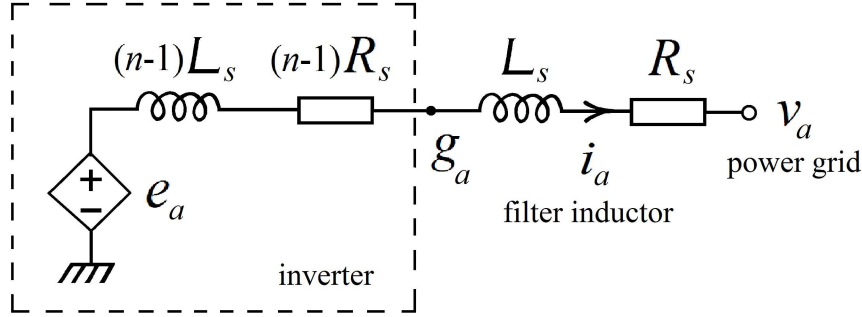 (n-1)Ls (n-1)Rs Ls Rs
+
−
ea
ga
ia
va
power grid
filter inductor
inverter